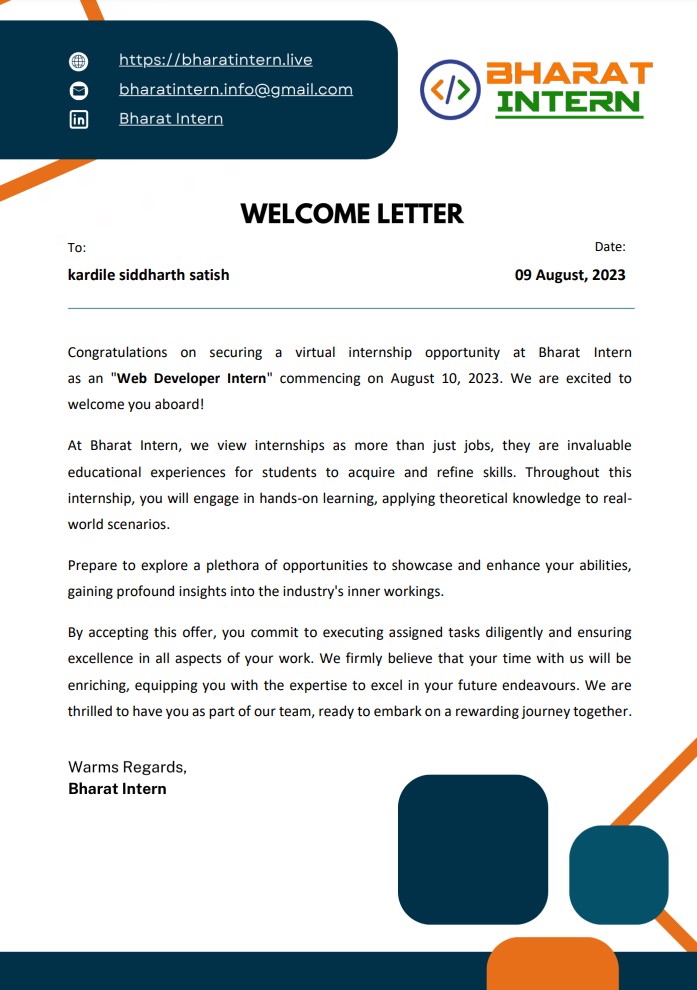 https://bharatintern.live
bharatintern.info@gmail.com
in Bharat Intern
</> BHARAT
INTERN
WELCOME LETTER
To:
Date:
kardile siddharth satish
09 August, 2023
Congratulations on securing a virtual internship opportunity at Bharat Intern
as an "Web Developer Intern" commencing on August 10, 2023. We are excited to
welcome you aboard!
At Bharat Intern, we view internships as more than just jobs, they are invaluable
educational experiences for students to acquire and refine skills. Throughout this
internship, you will engage in hands-on learning, applying theoretical knowledge to real-
world scenarios.
Prepare to explore a plethora of opportunities to showcase and enhance your abilities,
gaining profound insights into the industry's inner workings.
By accepting this offer, you commit to executing assigned tasks diligently and ensuring
excellence in all aspects of your work. We firmly believe that your time with us will be
enriching, equipping you with the expertise to excel in your future endeavours. We are
thrilled to have you as part of our team, ready to embark on a rewarding journey together.
Warms Regards,
Bharat Intern